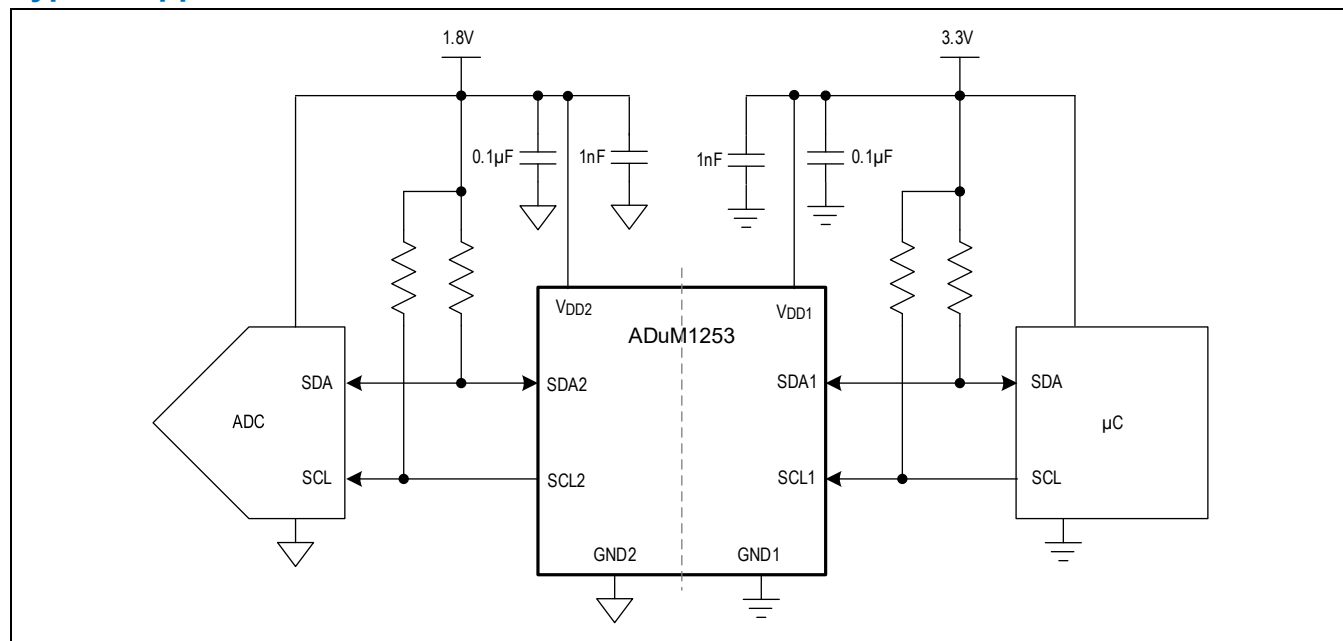 1.8V
3.3V
0.1µF
1nF
1nF
0.1µF
VDD2
VDD1
ADuM1253
SDA
SDA2
SDA1
SDA
ADC
µC
SCL
SCL2
SCL1
SCL
GND2
GND1